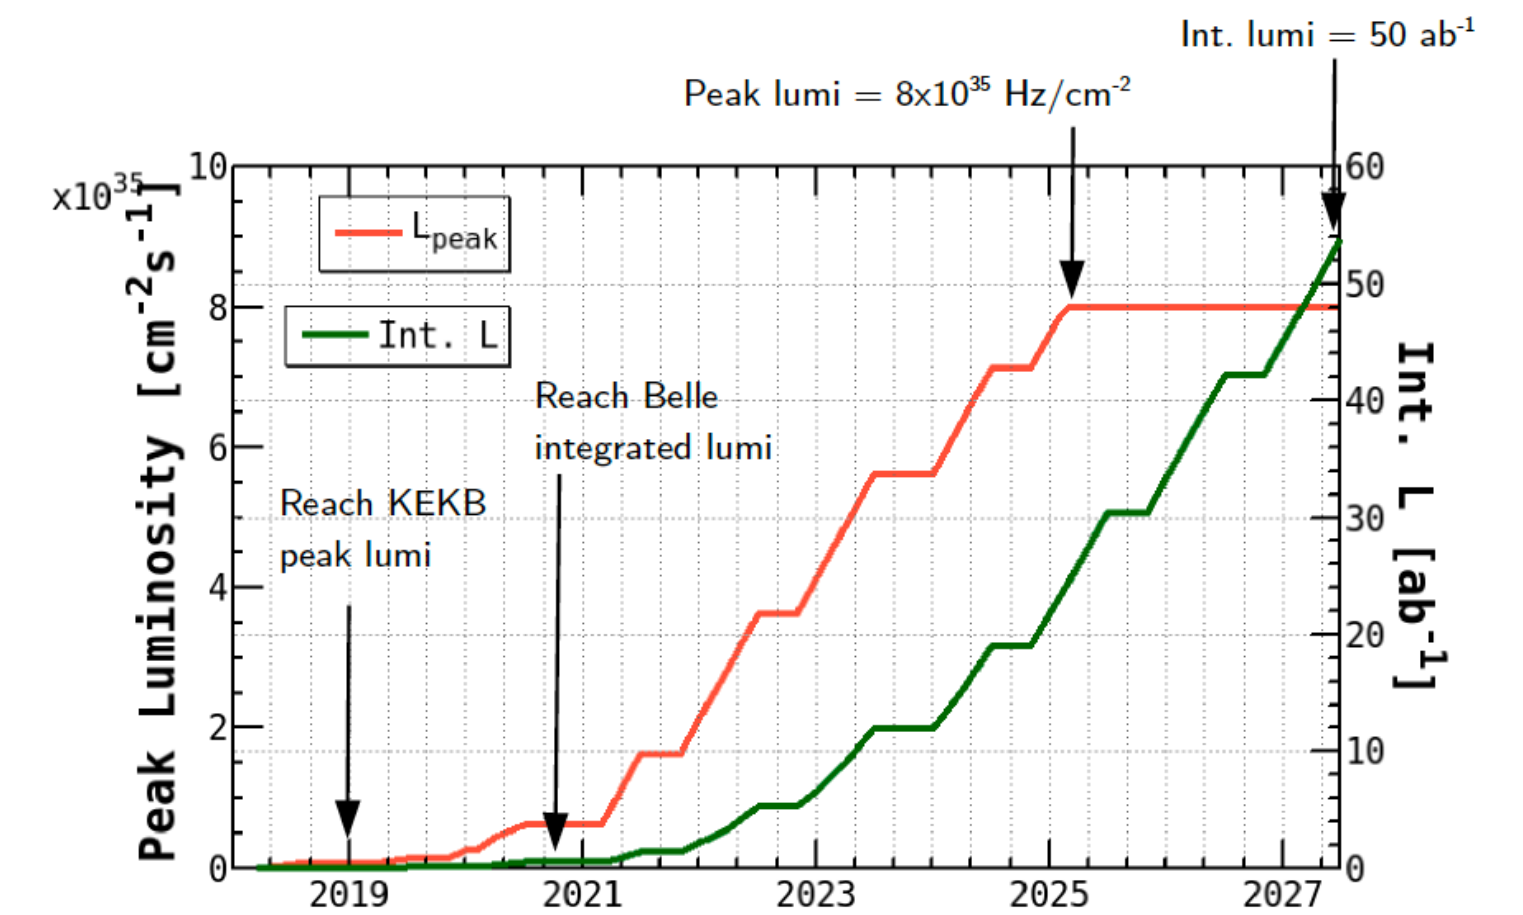 Int. lumi = 50 ab⁻¹
Peak lumi = 8x10³⁵ Hz/cm⁻²
x10³⁵
Peak Luminosity [cm⁻²s⁻¹]
10
8
6
4
2
0
L_peak
Int. L
Reach Belle
integrated lumi
Reach KEKB
peak lumi
60
50
40
30
20
10
0
Int. L [ab⁻¹]
2019
2021
2023
2025
2027